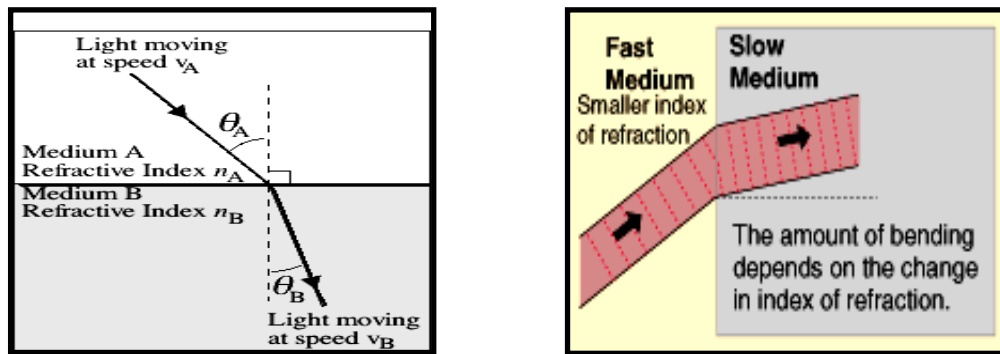 Light moving
at speed vA
θA
Medium A
Refractive Index nA
Medium B
Refractive Index nB
θB
Light moving
at speed vB
Fast
Medium
Smaller index
of refraction
Slow
Medium
The amount of bending
depends on the change
in index of refraction.